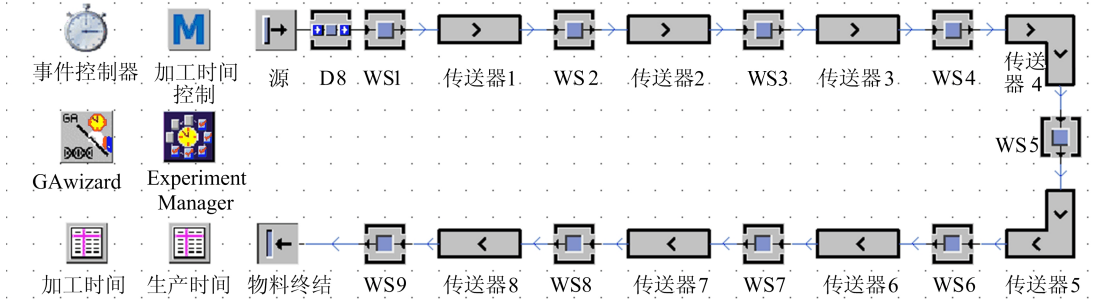 M
事件控制器
加工时间
控制
源
D8
WS1
传送器1
WS2
传送器2
WS3
传送器3
WS4
传送
器 4
GA
WS5
GAwizard
Experiment
Manager
加工时间
生产时间
物料终结
WS9
传送器8
WS8
传送器7
WS7
传送器6
WS6
传送器5